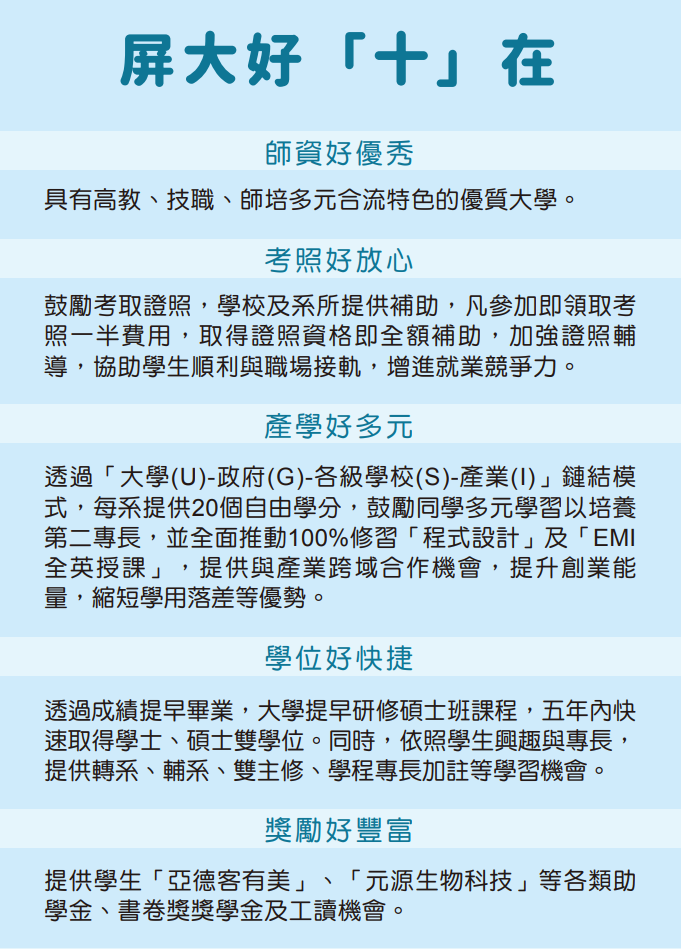 屏大好「十」在
師資好優秀
具有高教、技職、師培多元合流特色的優質大學。
考照好放心
鼓勵考取證照，學校及系所提供補助，凡參加即領取考
照一半費用，取得證照資格即全額補助，加強證照輔
導，協助學生順利與職場接軌，增進就業競爭力。
產學好多元
透過「大學(U)-政府(G)-各級學校(S)-產業(I)」鏈結模
式，每系提供20個自由學分，鼓勵同學多元學習以培養
第二專長，並全面推動100%修習「程式設計」及「EMI
全英授課」，提供與產業跨域合作機會，提升創業能
量，縮短學用落差等優勢。
學位好快捷
透過成績提早畢業，大學提早研修碩士班課程，五年內快
速取得學士、碩士雙學位。同時，依照學生興趣與專長，
提供轉系、輔系、雙主修、學程專長加註等學習機會。
獎勵好豐富
提供學生「亞德客有美」、「元源生物科技」等各類助
學金、書卷獎獎學金及工讀機會。